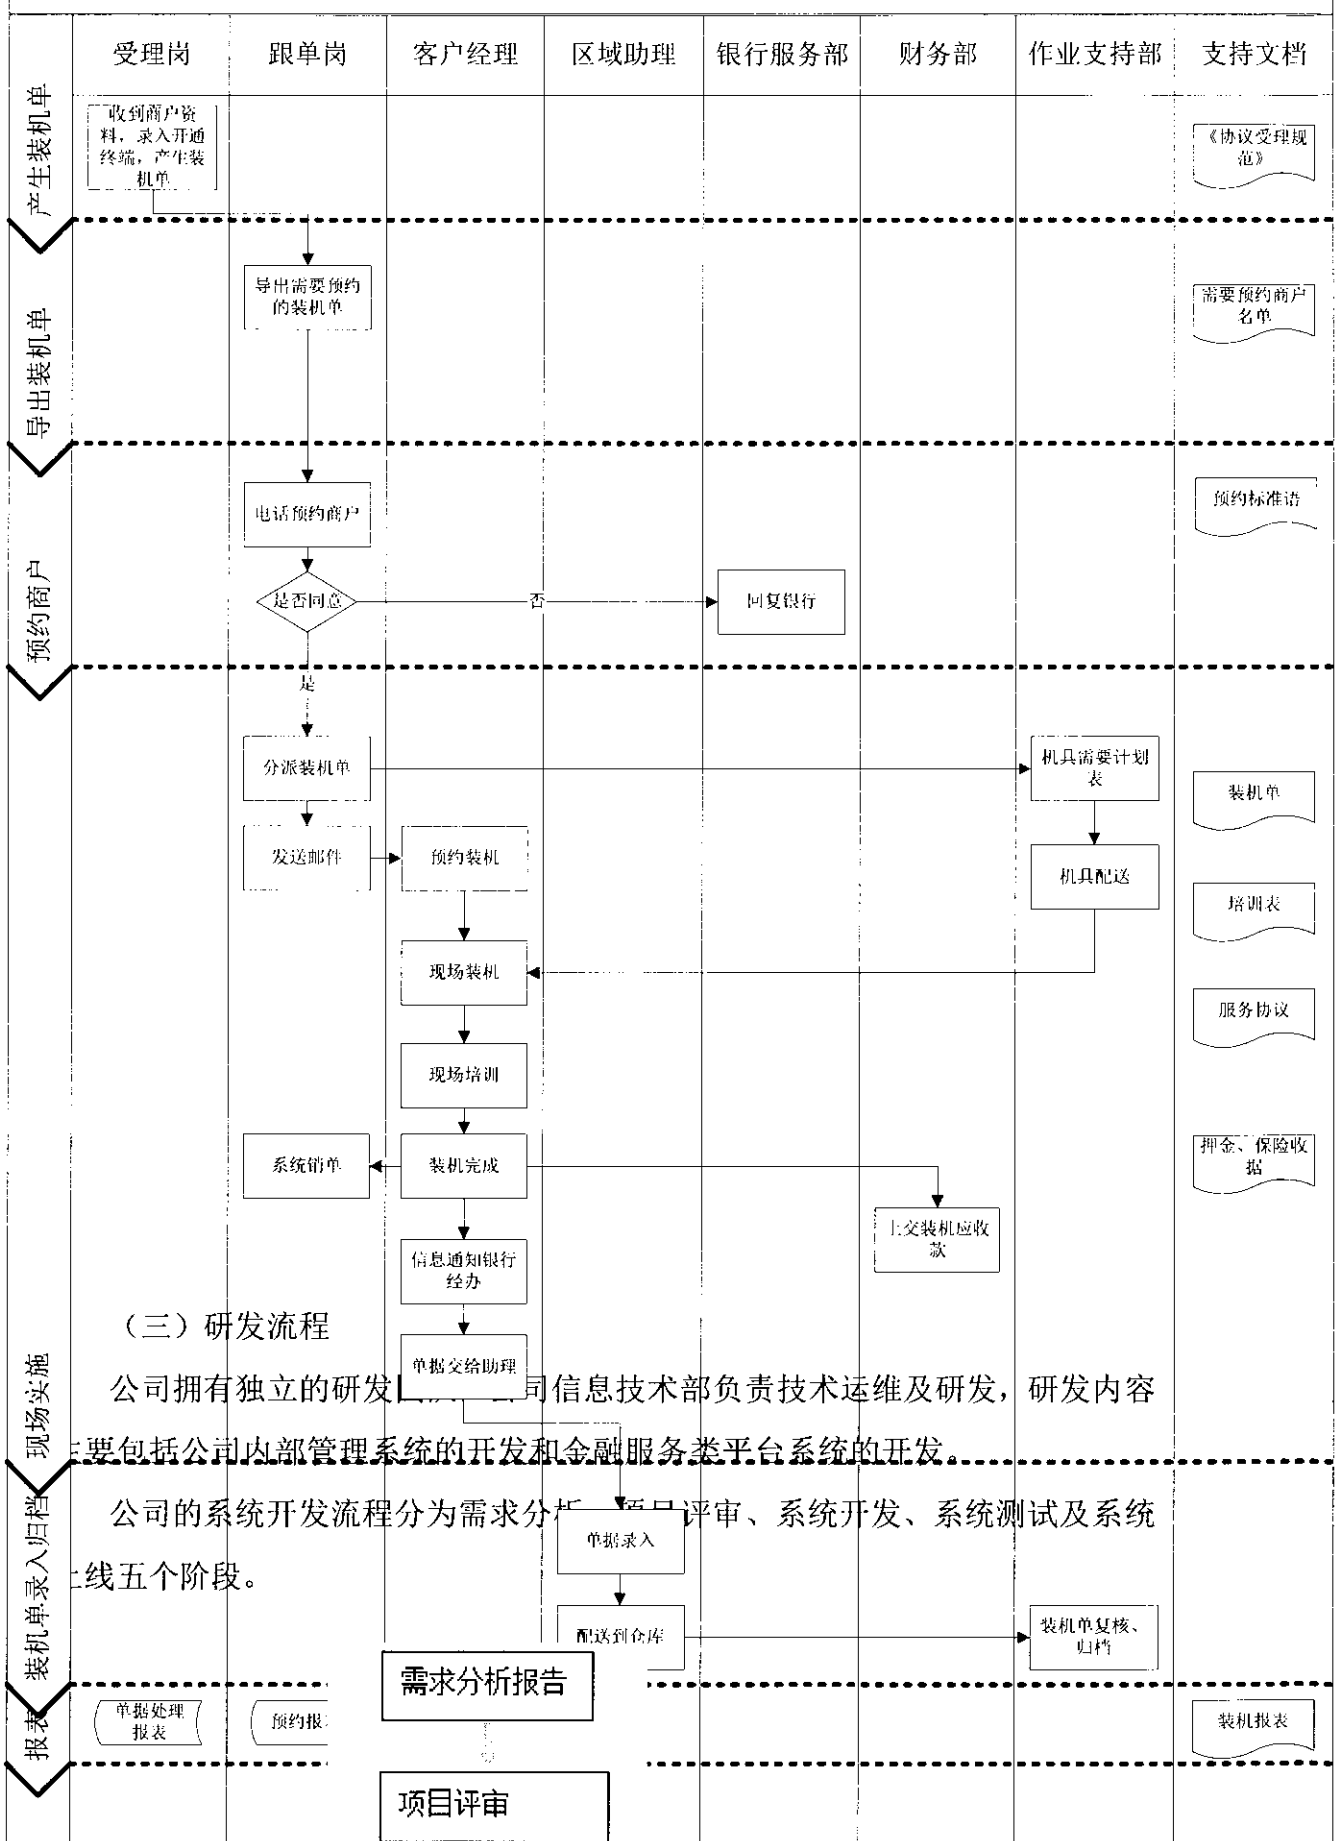 受理岗 跟单岗 客户经理 区域助理 银行服务部 财务部 作业支持部 支持文档
产生装机单
收到商户资
料，录入开通
终端，产生装
机单
《协议受理规
范》
导出装机单
导出需要预约
的装机单
需要预约商户
名单
预约商户
电话预约商户
预约标准语
是否同意
否
回复银行
是
分派装机单
机具需要计划
表
装机单
发送邮件
预约装机
机具配送
培训表
现场装机
服务协议
现场培训
系统销单
装机完成
押金、保险收
据
上交装机应收
款
信息通知银行
经办
（三）研发流程
单据交给助理
现场实施
公司拥有独立的研发 司信息技术部负责技术运维及研发，研发内容
主要包括公司内部管理系统的开发和金融服务类平台系统的开发。
装机单录入归档
公司的系统开发流程分为需求分析、项目评审、系统开发、系统测试及系统
上线五个阶段。
单据录入
配送到仓库
装机单复核、
归档
需求分析报告
报表
单据处理
报表
预约报
装机报表
项目评审